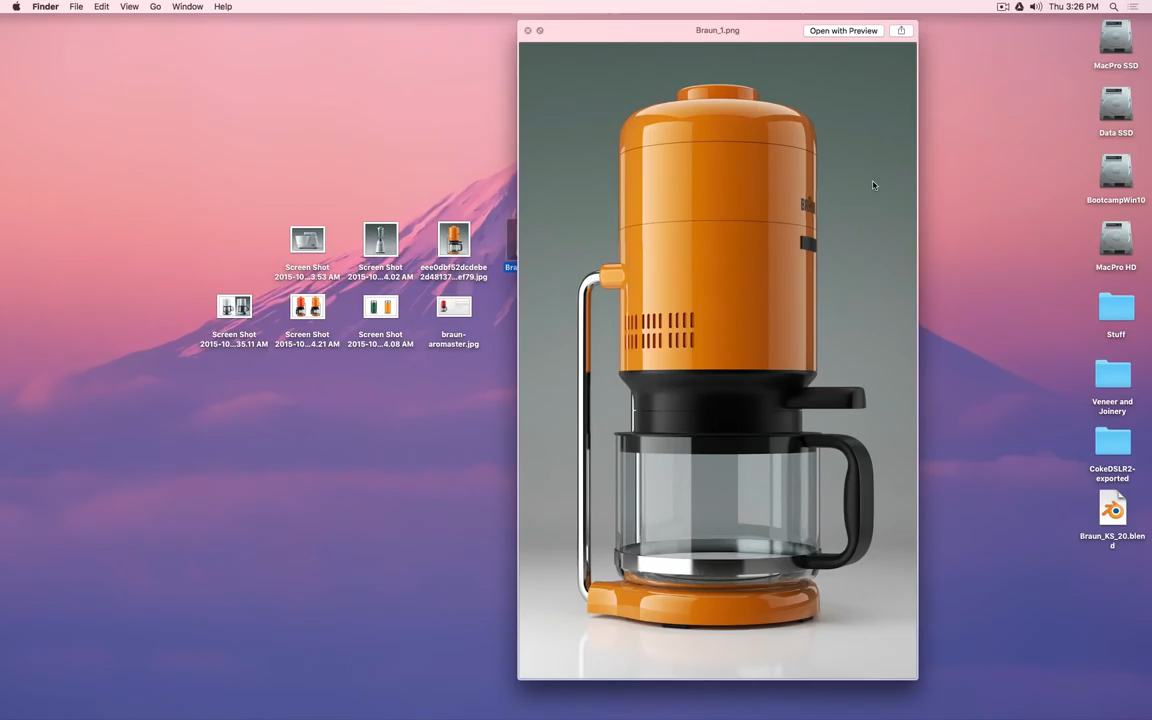 Finder File Edit View Go Window Help
Thu 3:26 PM
Braun_1.png
Open with Preview
BRAUN
MacPro SSD
Data SSD
BootcampWin10
MacPro HD
Stuff
Veneer and
Joinery
CokeDSLR2-
exported
Braun_KS_20.blen
d
Screen Shot
2015-10...3.53 AM
Screen Shot
2015-10...4.02 AM
eee0dbf52dcdebe
2d48137...ef79.jpg
Bra
Screen Shot
2015-10...35.11 AM
Screen Shot
2015-10...4.21 AM
Screen Shot
2015-10...4.08 AM
braun-
aromaster.jpg